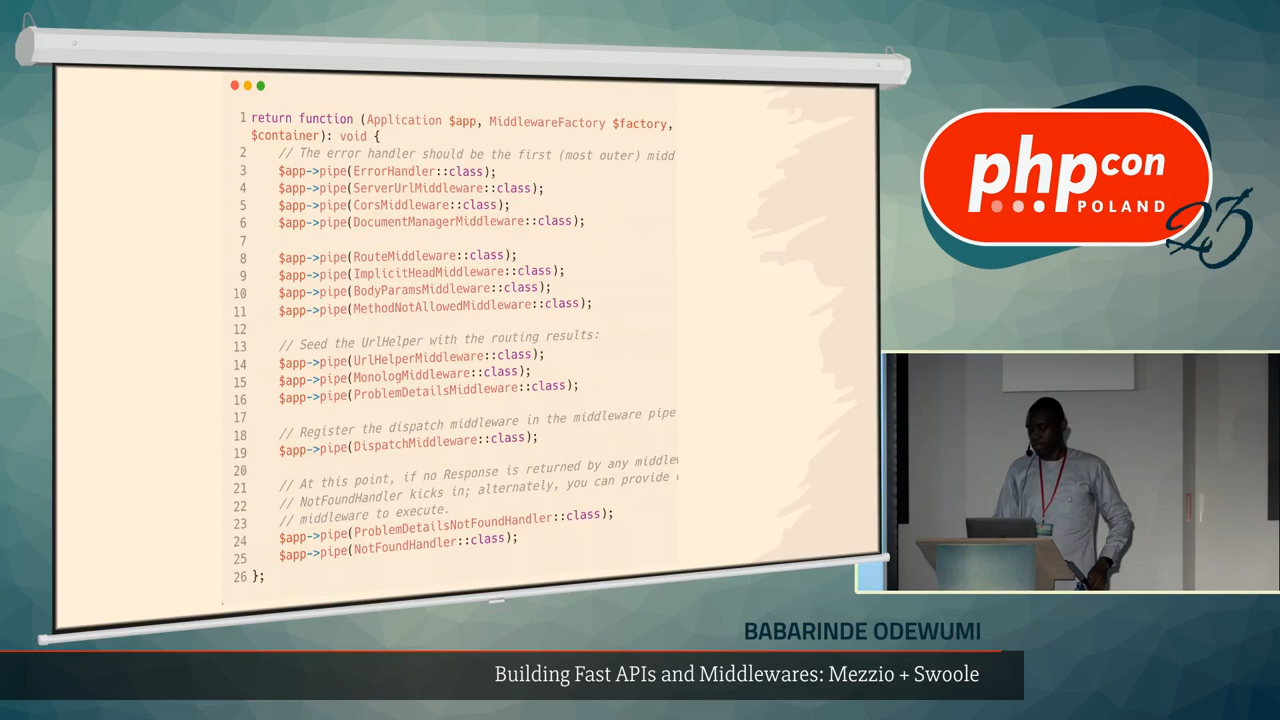 1 return function (Application $app, MiddlewareFactory $factory,
$container): void {
2 // The error handler should be the first (most outer) midd
3 $app->pipe(ErrorHandler::class);
4 $app->pipe(ServerUrlMiddleware::class);
5 $app->pipe(CorsMiddleware::class);
6 $app->pipe(DocumentManagerMiddleware::class);
7
8 $app->pipe(RouteMiddleware::class);
9 $app->pipe(ImplicitHeadMiddleware::class);
10 $app->pipe(BodyParamsMiddleware::class);
11 $app->pipe(MethodNotAllowedMiddleware::class);
12
13 // Seed the UrlHelper with the routing results:
14 $app->pipe(UrlHelperMiddleware::class);
15 $app->pipe(MonologMiddleware::class);
16 $app->pipe(ProblemDetailsMiddleware::class);
17
18 // Register the dispatch middleware in the middleware pipe
19 $app->pipe(DispatchMiddleware::class);
20
21 // At this point, if no Response is returned by any middle
22 // NotFoundHandler kicks in; alternately, you can provide
23 // middleware to execute.
24 $app->pipe(ProblemDetailsNotFoundHandler::class);
25 $app->pipe(NotFoundHandler::class);
26 };
phpcon
POLAND
23
BABARINDE ODEWUMI
Building Fast APIs and Middlewares: Mezzio + Swoole